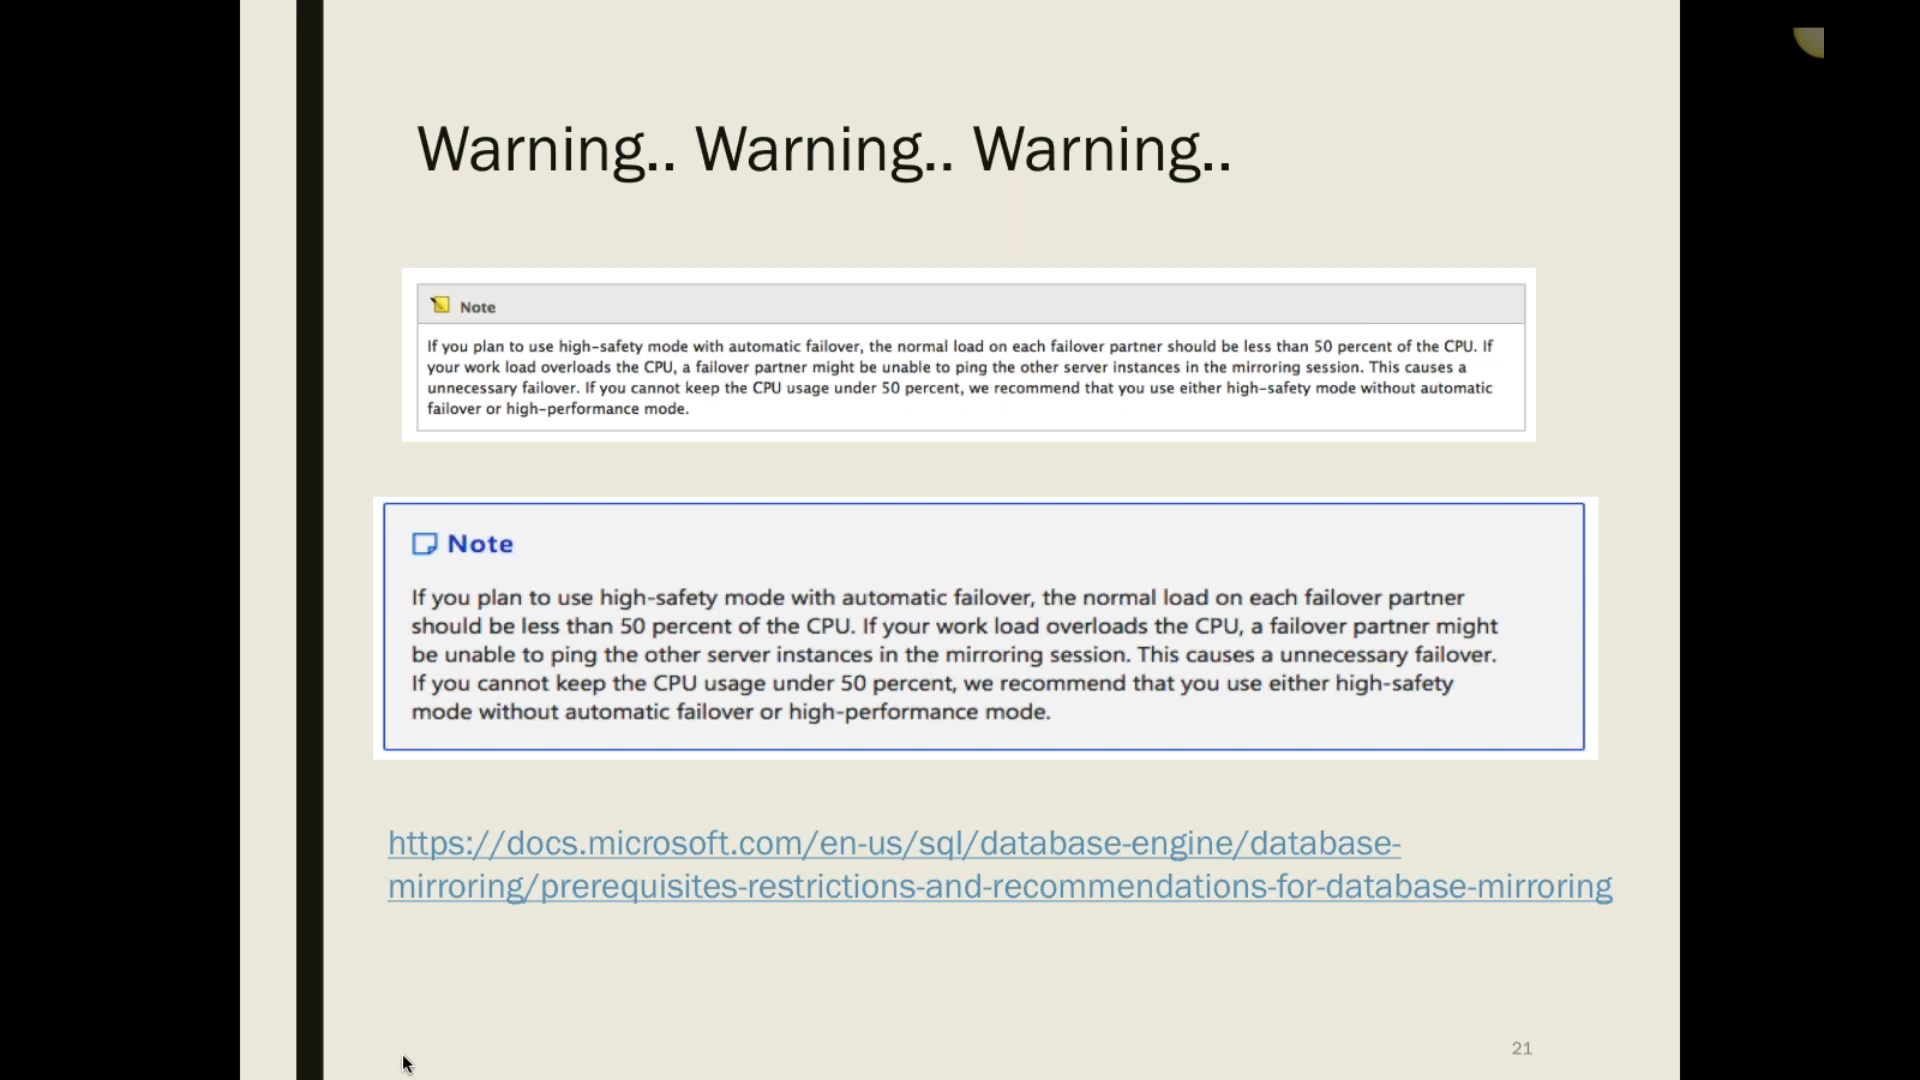 Warning.. Warning.. Warning..
Note
If you plan to use high-safety mode with automatic failover, the normal load on each failover partner should be less than 50 percent of the CPU. If
your work load overloads the CPU, a failover partner might be unable to ping the other server instances in the mirroring session. This causes a
unnecessary failover. If you cannot keep the CPU usage under 50 percent, we recommend that you use either high-safety mode without automatic
failover or high-performance mode.
Note
If you plan to use high-safety mode with automatic failover, the normal load on each failover partner
should be less than 50 percent of the CPU. If your work load overloads the CPU, a failover partner might
be unable to ping the other server instances in the mirroring session. This causes a unnecessary failover.
If you cannot keep the CPU usage under 50 percent, we recommend that you use either high-safety
mode without automatic failover or high-performance mode.
https://docs.microsoft.com/en-us/sql/database-engine/database-
mirroring/prerequisites-restrictions-and-recommendations-for-database-mirroring
21